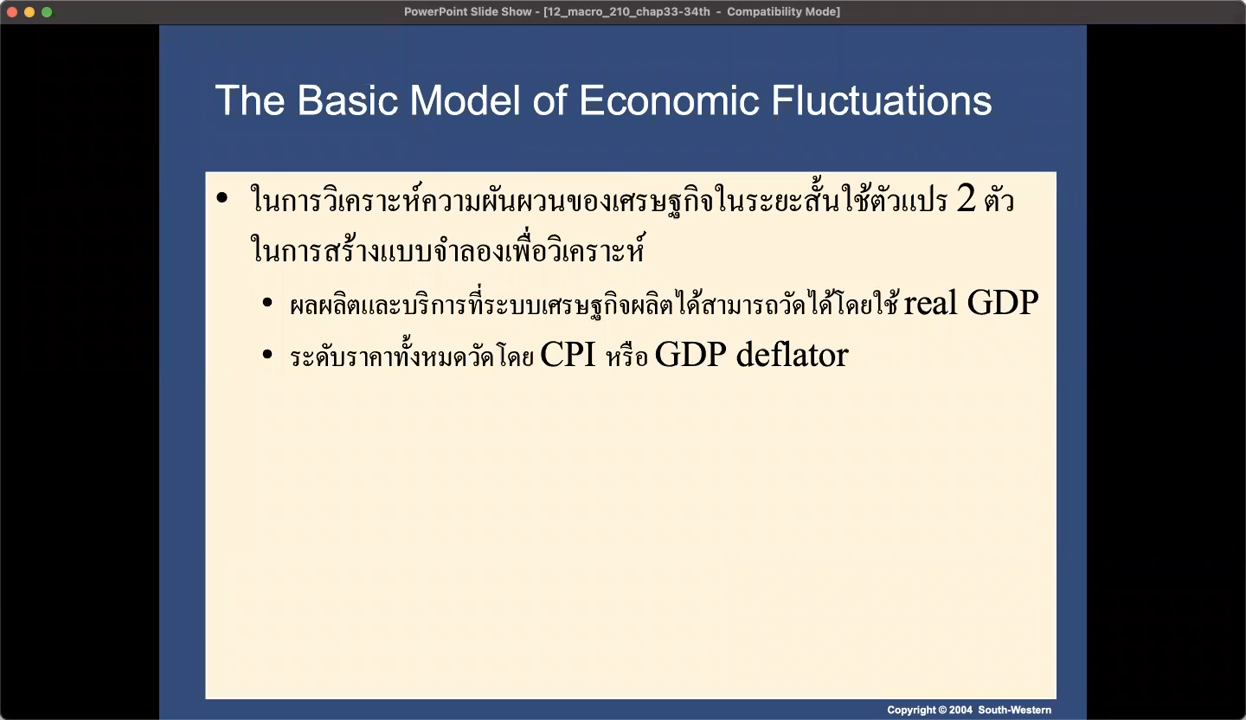 PowerPoint Slide Show - [12_macro_210_chap33-34th - Compatibility Mode]
The Basic Model of Economic Fluctuations
• ในการวิเคราะห์ความผันผวนของเศรษฐกิจในระยะสั้นใช้ตัวแปร 2 ตัว
ในการสร้างแบบจำลองเพื่อวิเคราะห์
• ผลผลิตและบริการที่ระบบเศรษฐกิจผลิตได้สามารถวัดได้โดยใช้ real GDP
• ระดับราคาทั้งหมดวัดโดย CPI หรือ GDP deflator
Copyright © 2004 South-Western